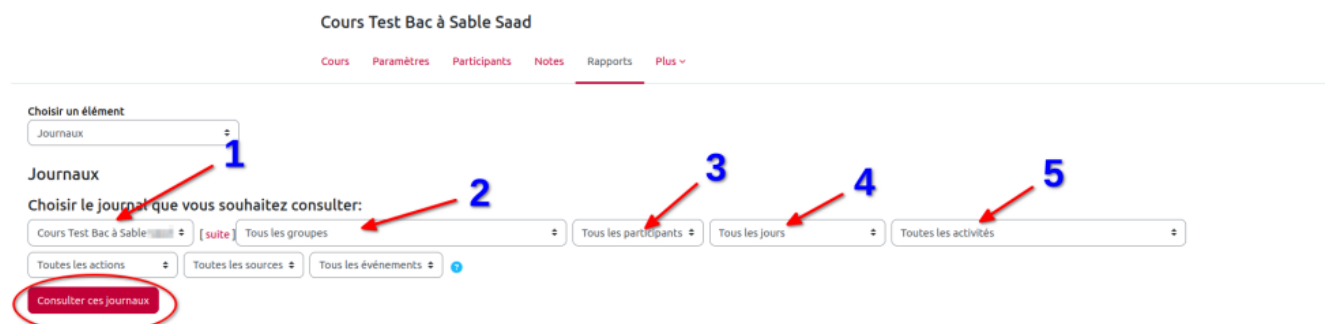 Cours Test Bac à Sable Saad
Cours Paramètres Participants Notes Rapports Plus
Choisir un élément
Journaux
1
Journaux
2
3
4
5
Choisir le journal que vous souhaitez consulter:
Cours Test Bac à Sable [ suite ] Tous les groupes Tous les participants Tous les jours Toutes les activités
Toutes les actions Toutes les sources Tous les événements ?
Consulter ces journaux